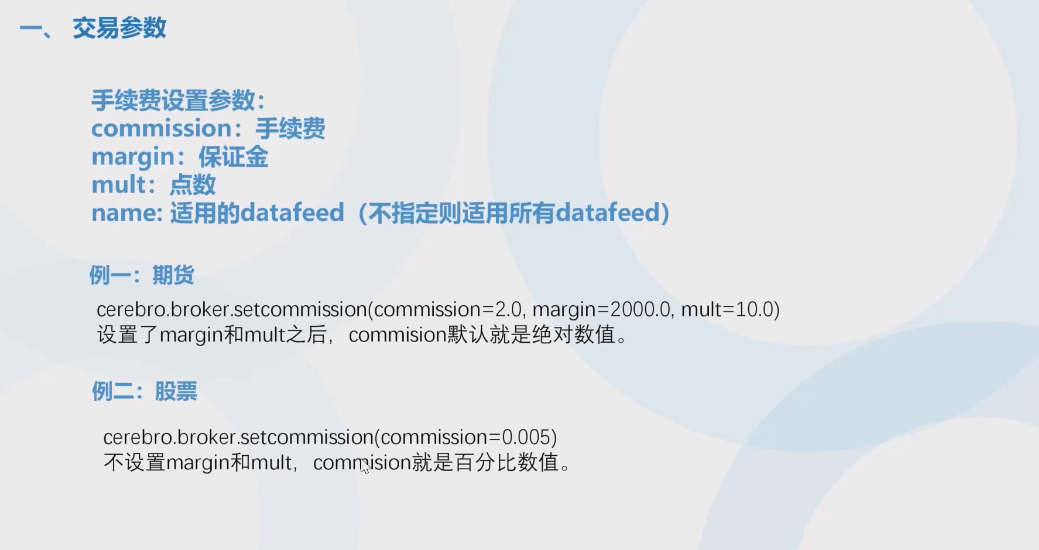 一、 交易参数
手续费设置参数：
commission：手续费
margin：保证金
mult：点数
name: 适用的datafeed（不指定则适用所有datafeed）
例一：期货
cerebro.broker.setcommission(commission=2.0, margin=2000.0, mult=10.0)
设置了margin和mult之后，commision默认就是绝对数值。
例二：股票
cerebro.broker.setcommission(commission=0.005)
不设置margin和mult，commision就是百分比数值。